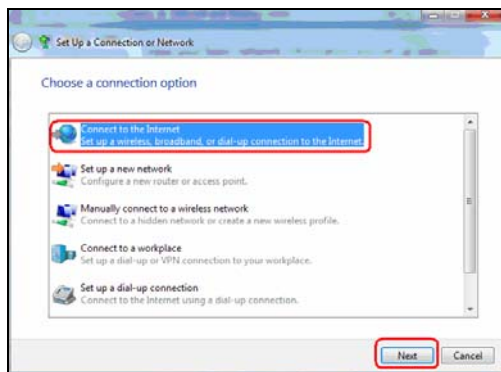 Set Up a Connection or Network
Choose a connection option
Connect to the Internet
Set up a wireless, broadband, or dial-up connection to the Internet.
Set up a new network
Configure a new router or access point.
Manually connect to a wireless network
Connect to a hidden network or create a new wireless profile.
Connect to a workplace
Set up a dial-up or VPN connection to your workplace.
Set up a dial-up connection
Connect to the Internet using a dial-up connection.
Next
Cancel